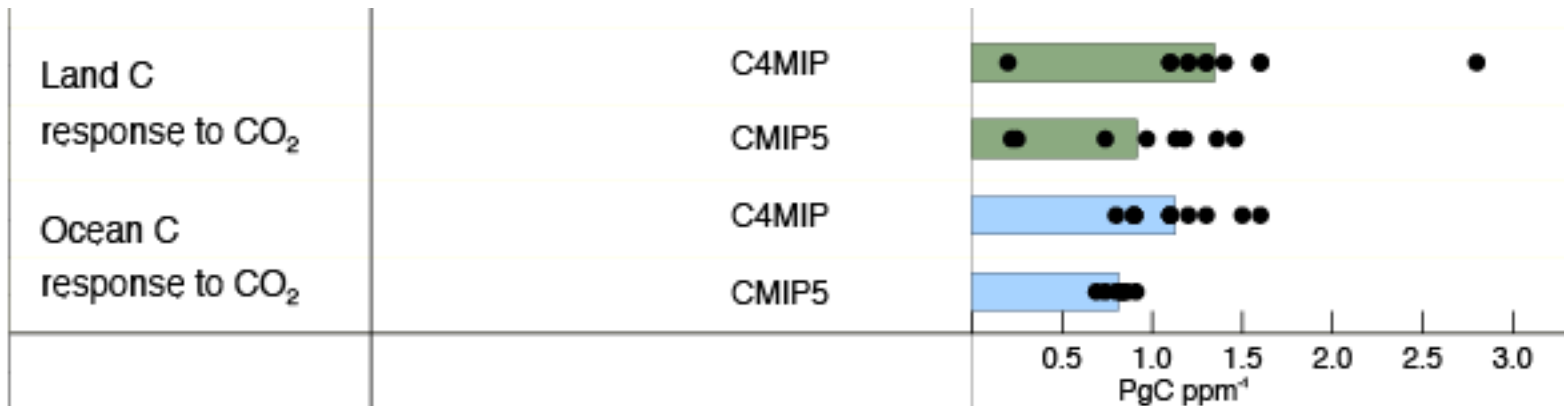 Land C
response to CO₂
C4MIP
CMIP5
Ocean C
response to CO₂
C4MIP
CMIP5
0.5 1.0 1.5 2.0 2.5 3.0
PgC ppm⁻¹